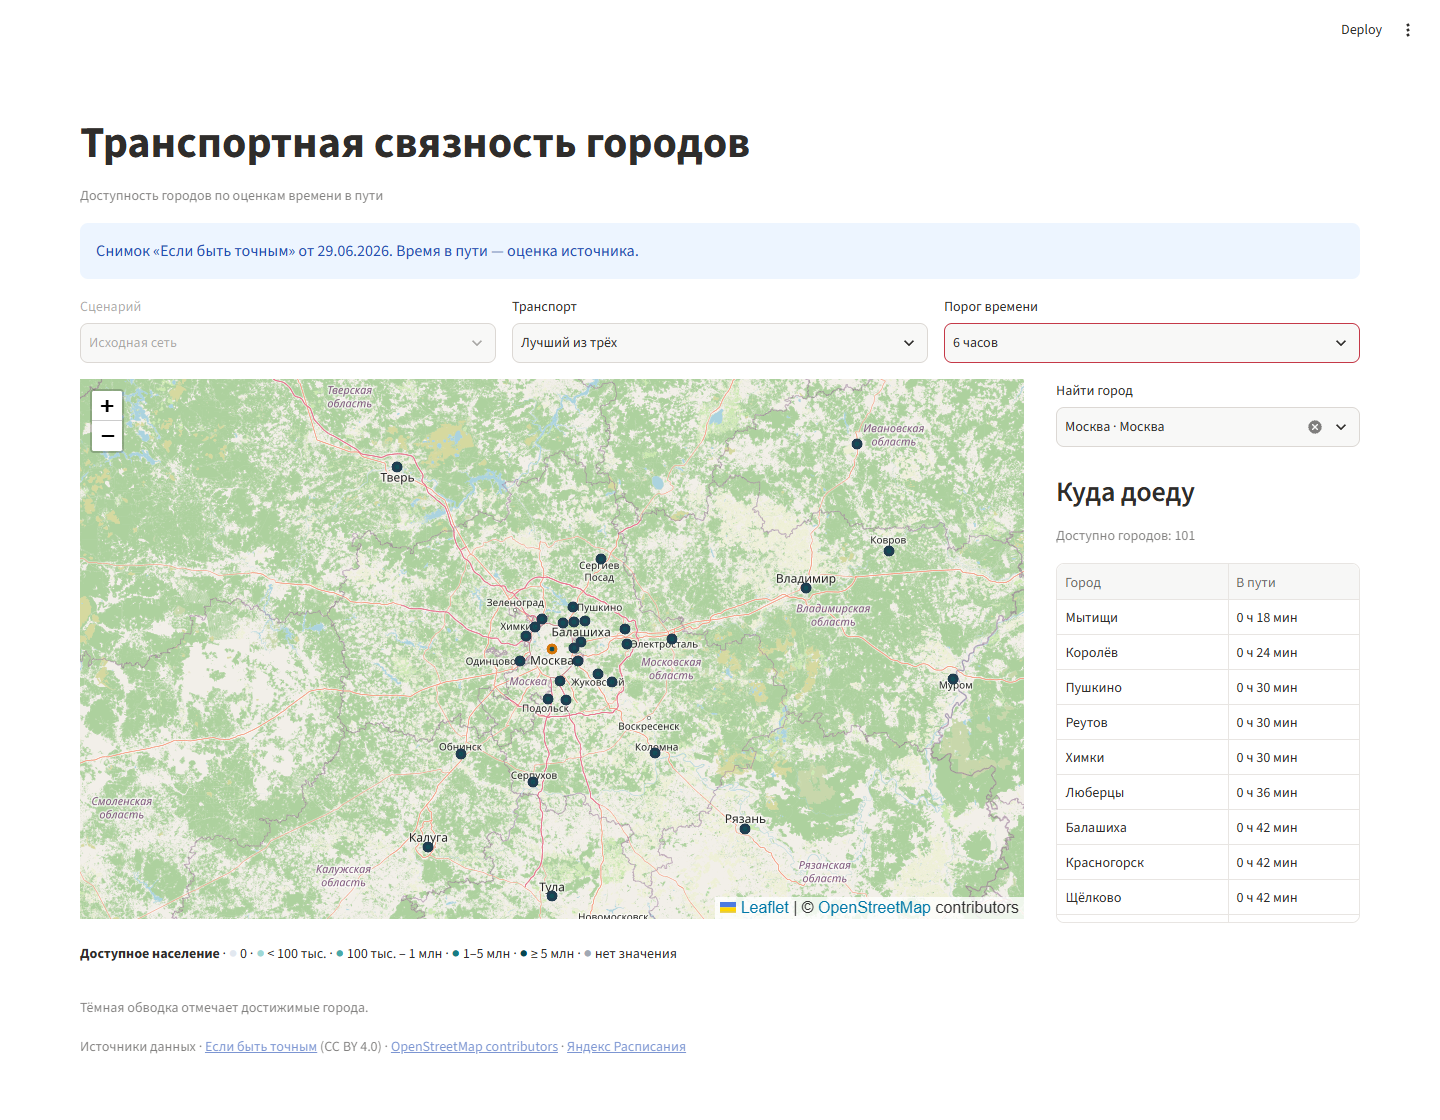 Deploy
Транспортная связность городов
Доступность городов по оценкам времени в пути
Снимок «Если быть точным» от 29.06.2026. Время в пути — оценка источника.
Сценарий
Транспорт
Порог времени
Исходная сеть
Лучший из трёх
6 часов
+
−
Тверская область
Ивановская область
Тверь
Ковров
Сергиев Посад
Владимир
Владимирская область
Зеленоград
Пушкино
Химки
Балашиха
Электросталь
Одинцово
Москва
Московская область
Москва
Жуковский
Муром
Подольск
Воскресенск
Обнинск
Коломна
Серпухов
Смоленская область
Рязань
Калуга
Калужская область
Рязанская область
Тула
Новомосковск
Leaflet | © OpenStreetMap contributors
Найти город
Москва · Москва
Куда доеду
Доступно городов: 101
Город В пути
Мытищи 0 ч 18 мин
Королёв 0 ч 24 мин
Пушкино 0 ч 30 мин
Реутов 0 ч 30 мин
Химки 0 ч 30 мин
Люберцы 0 ч 36 мин
Балашиха 0 ч 42 мин
Красногорск 0 ч 42 мин
Щёлково 0 ч 42 мин
Доступное население · 0 · < 100 тыс. · 100 тыс. – 1 млн · 1–5 млн · ≥ 5 млн · нет значения
Тёмная обводка отмечает достижимые города.
Источники данных · Если быть точным (CC BY 4.0) · OpenStreetMap contributors · Яндекс Расписания